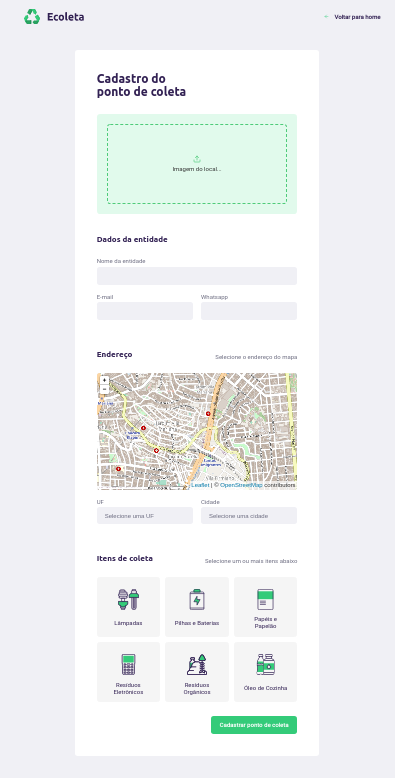 Ecoleta
Voltar para home
Cadastro do
ponto de coleta
Imagem do local...
Dados da entidade
Nome da entidade
E-mail
Whatsapp
Endereço
Selecione o endereço do mapa
+
−
Leaflet | © OpenStreetMap contributors
UF
Cidade
Selecione uma UF
Selecione uma cidade
Itens de coleta
Selecione um ou mais itens abaixo
Lâmpadas
Pilhas e Baterias
Papéis e
Papelão
Resíduos
Eletrônicos
Resíduos
Orgânicos
Óleo de Cozinha
Cadastrar ponto de coleta